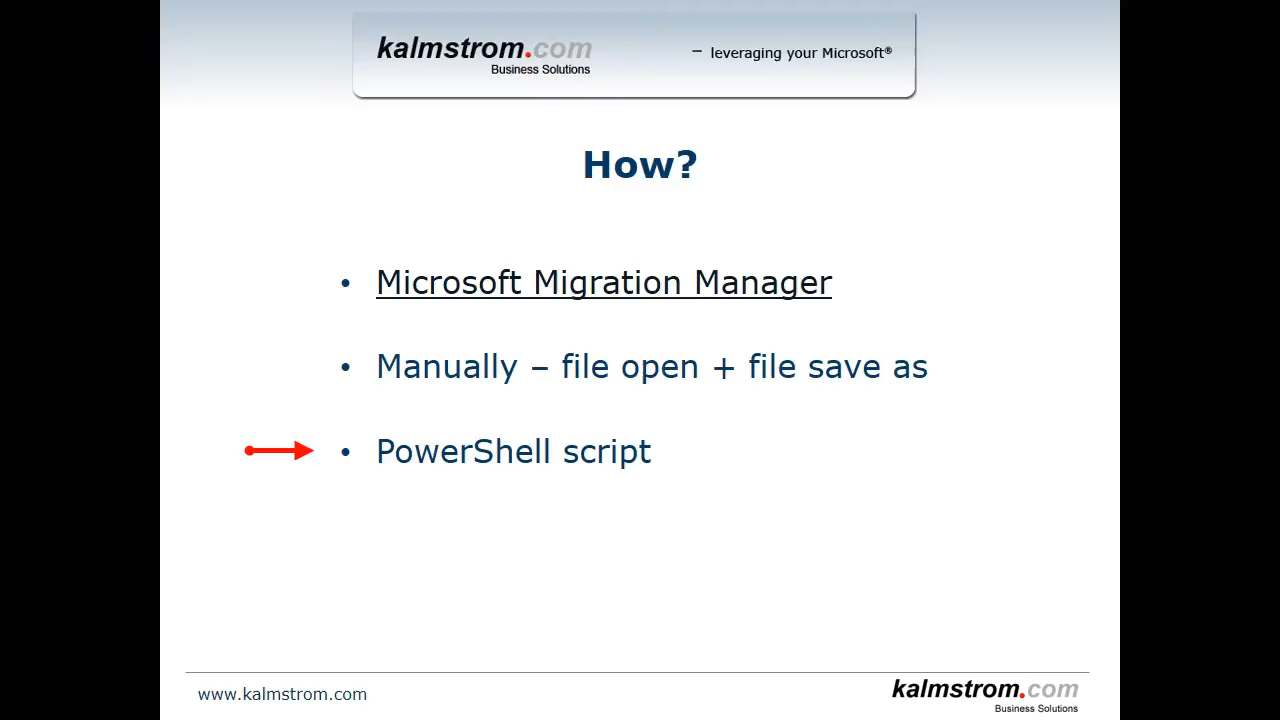 kalmstrom.com
Business Solutions
– leveraging your Microsoft®
How?
• Microsoft Migration Manager
• Manually – file open + file save as
• PowerShell script
www.kalmstrom.com
kalmstrom.com
Business Solutions